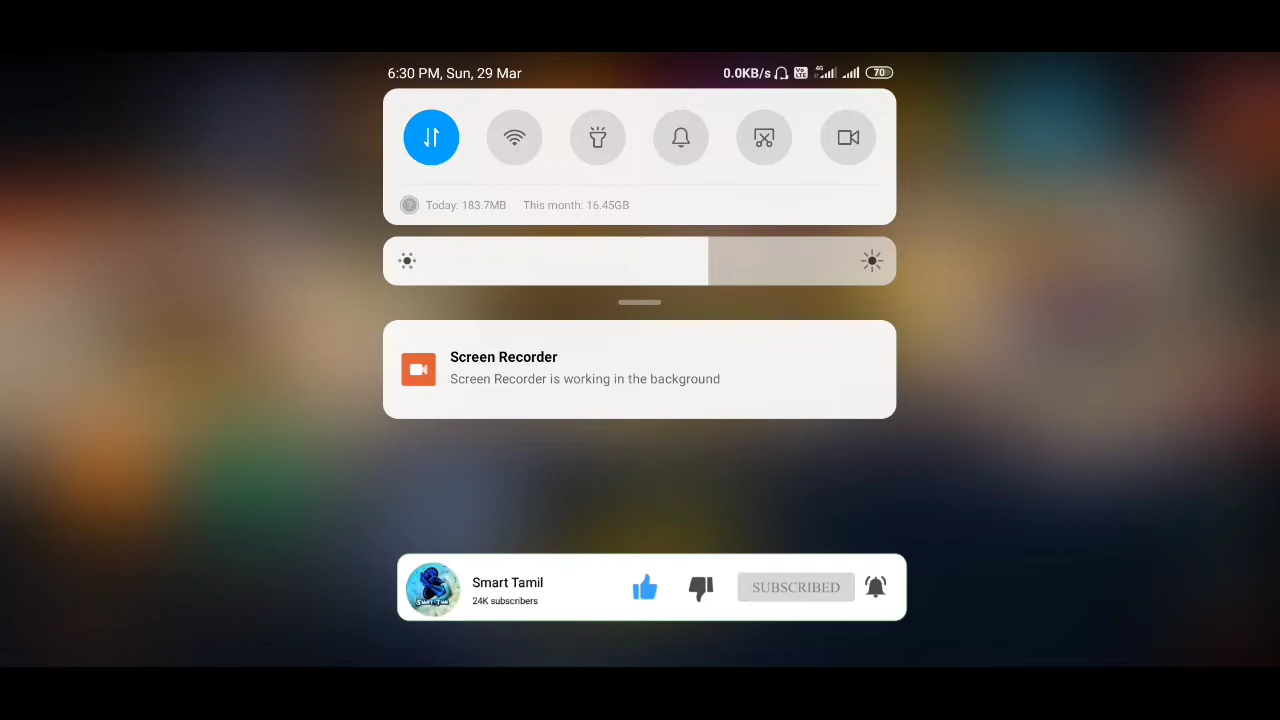 6:30 PM, Sun, 29 Mar
0.0KB/s 4G 70
Today: 183.7MB This month: 16.45GB
Screen Recorder
Screen Recorder is working in the background
Smart Tamil
24K subscribers
SUBSCRIBED